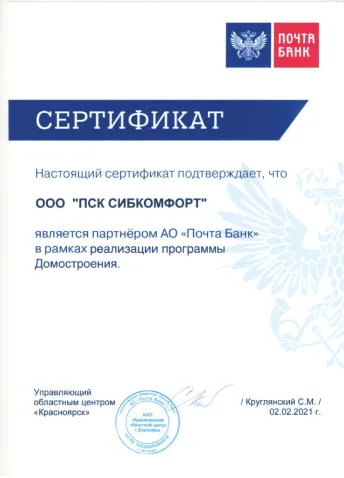 ПОЧТА
БАНК
СЕРТИФИКАТ
Настоящий сертификат подтверждает, что
ООО "ПСК СИБКОМФОРТ"
является партнёром АО «Почта Банк»
в рамках реализации программы
Домостроения.
Управляющий
областным центром
«Красноярск»
/ Круглянский С.М. /
02.02.2021 г.